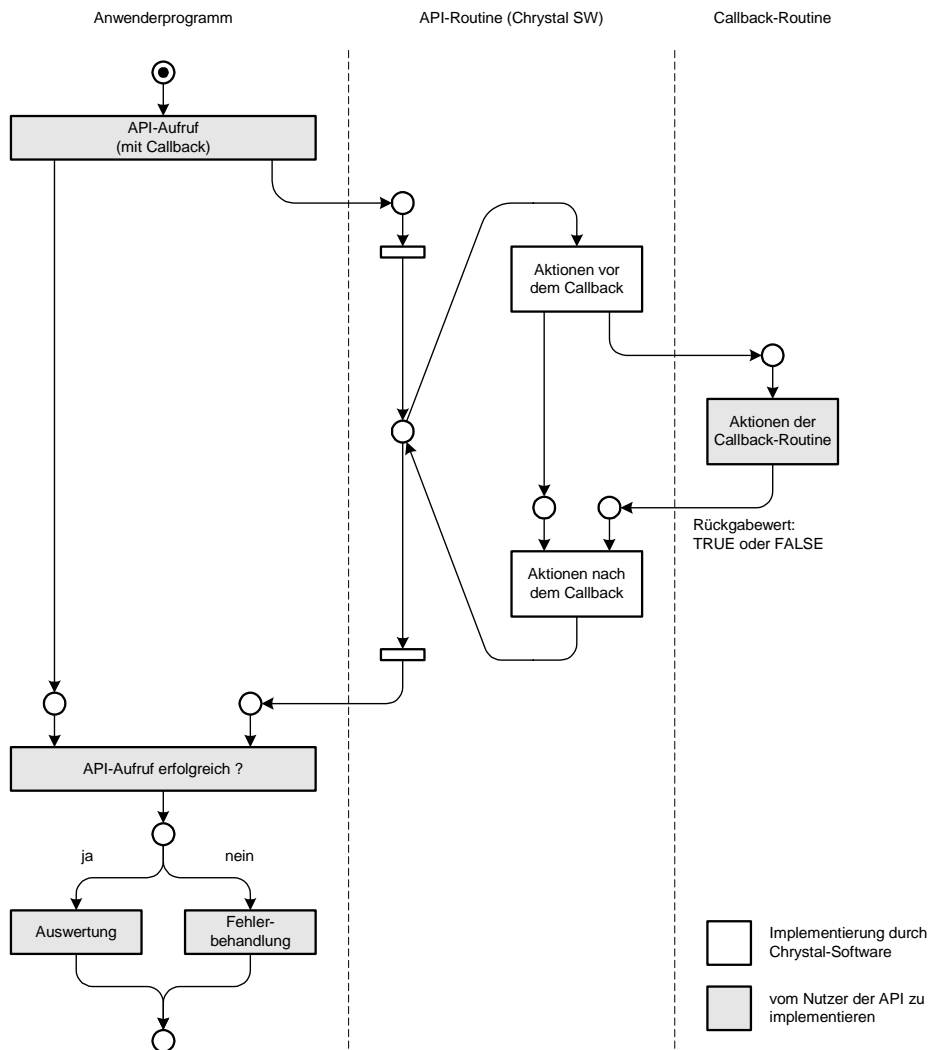 Anwenderprogramm
API-Routine (Chrystal SW)
Callback-Routine
API-Aufruf
(mit Callback)
Aktionen vor
dem Callback
Aktionen der
Callback-Routine
Rückgabewert:
TRUE oder FALSE
Aktionen nach
dem Callback
API-Aufruf erfolgreich ?
ja
nein
Auswertung
Fehler-
behandlung
Implementierung durch
Chrystal-Software
vom Nutzer der API zu
implementieren